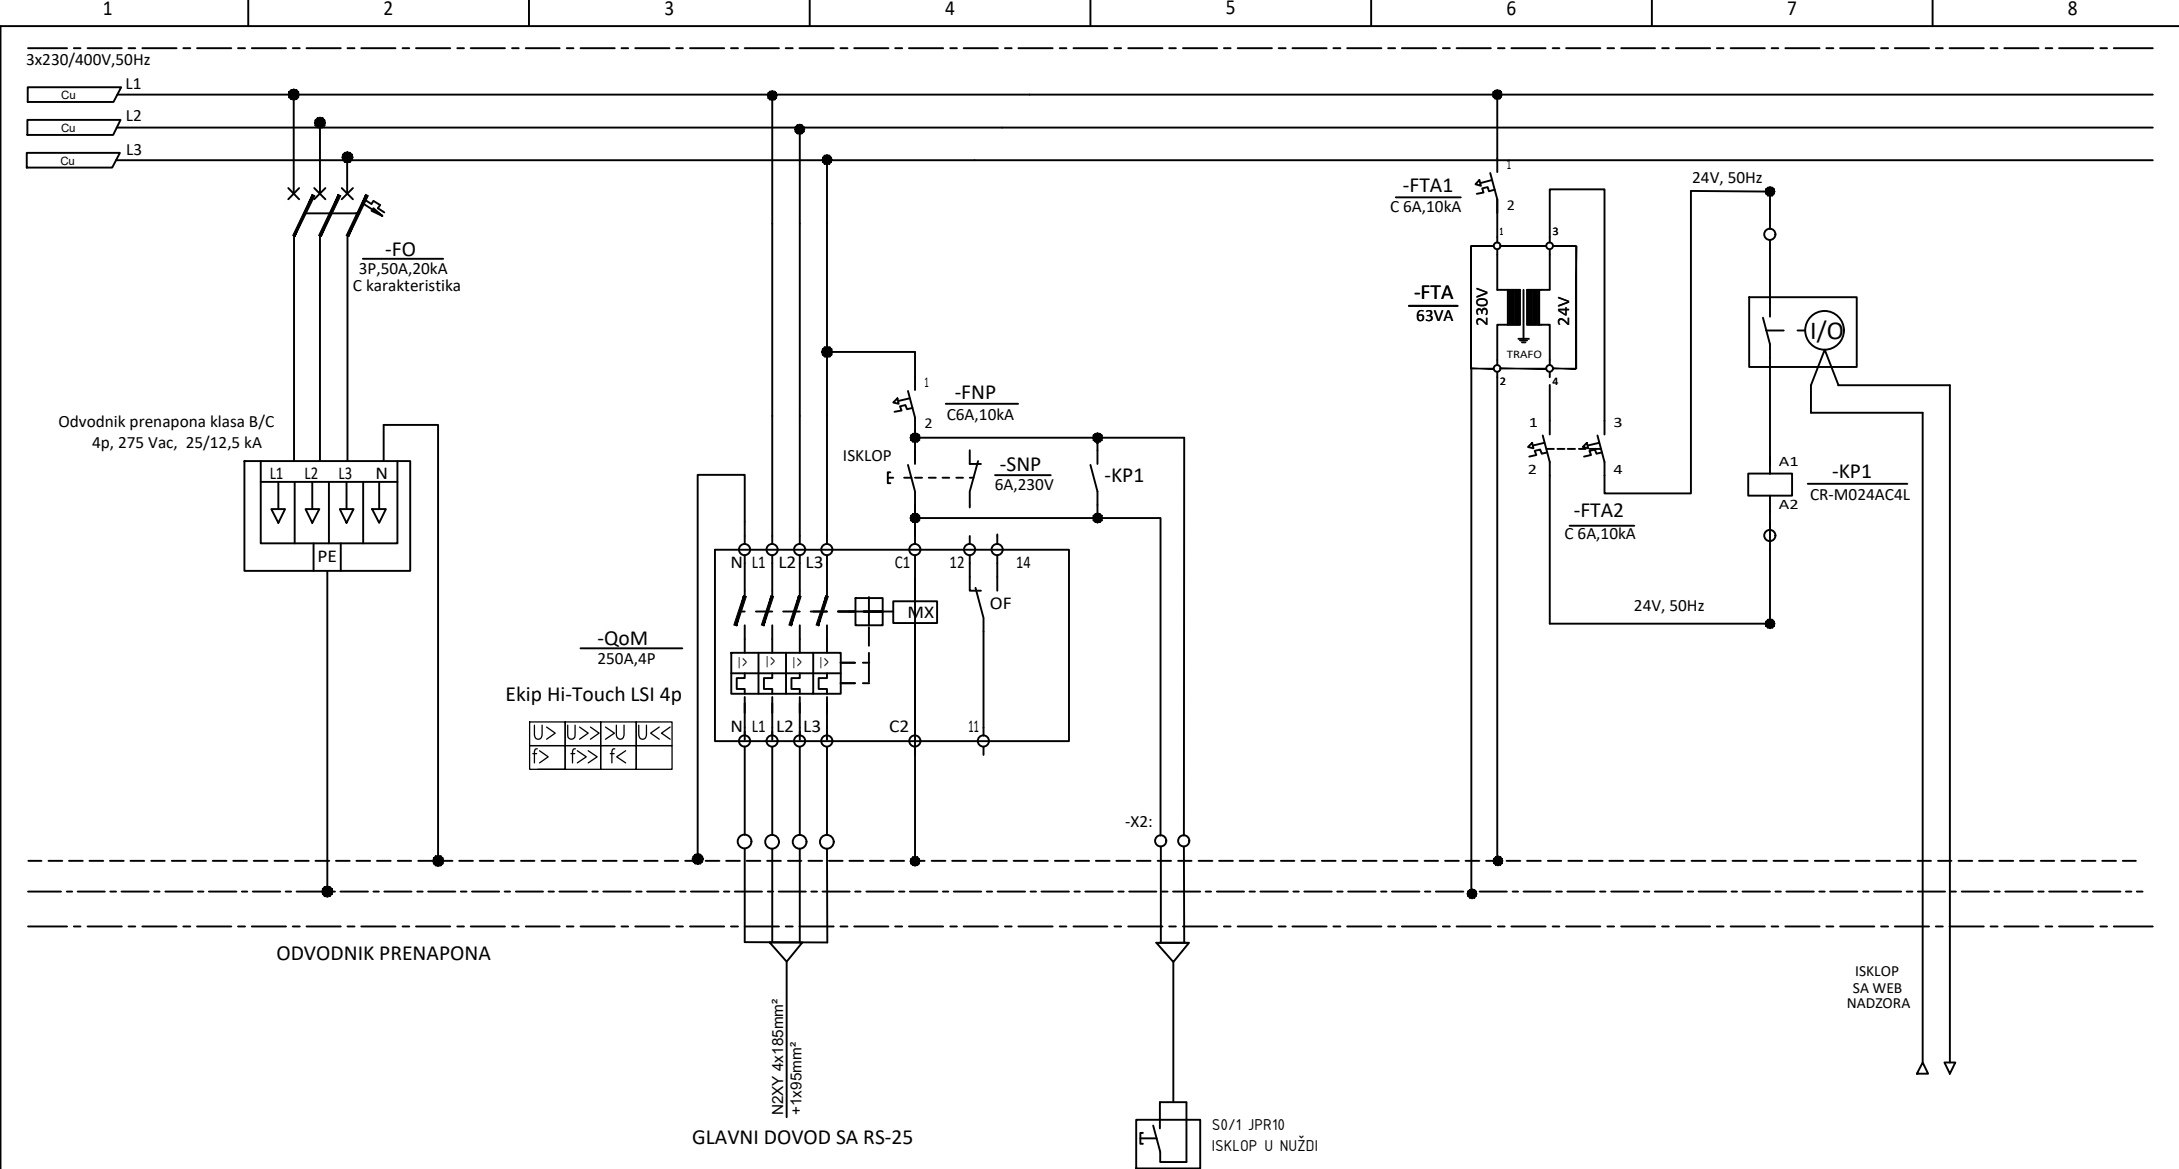 1 2 3 4 5 6 7 8
3x230/400V,50Hz
Cu L1
Cu L2
Cu L3
-FO
3P,50A,20kA
C karakteristika
Odvodnik prenapona klasa B/C
4p, 275 Vac, 25/12,5 kA
L1 L2 L3 N
PE
ODVODNIK PRENAPONA
1
-FNP
C6A,10kA
2
ISKLOP
-SNP
6A,230V
-KP1
N L1 L2 L3 C1 12 14
OF
MX
-QoM
250A,4P
Ekip Hi-Touch LSI 4p
|> |> |> |>
N L1 L2 L3 C2 11
U> U>> >U U<<
f> f>> f<
-X2:
N2XY 4x185mm²
+1x95mm²
GLAVNI DOVOD SA RS-25
S0/1 JPR10
ISKLOP U NUŽDI
1
-FTA1
C 6A,10kA
2
1 3
-FTA
63VA
230V
24V
TRAFO
2 4
1 3
2 4
-FTA2
C 6A,10kA
24V, 50Hz
I/O
A1
-KP1
CR-M024AC4L
A2
24V, 50Hz
ISKLOP
SA WEB
NADZORA